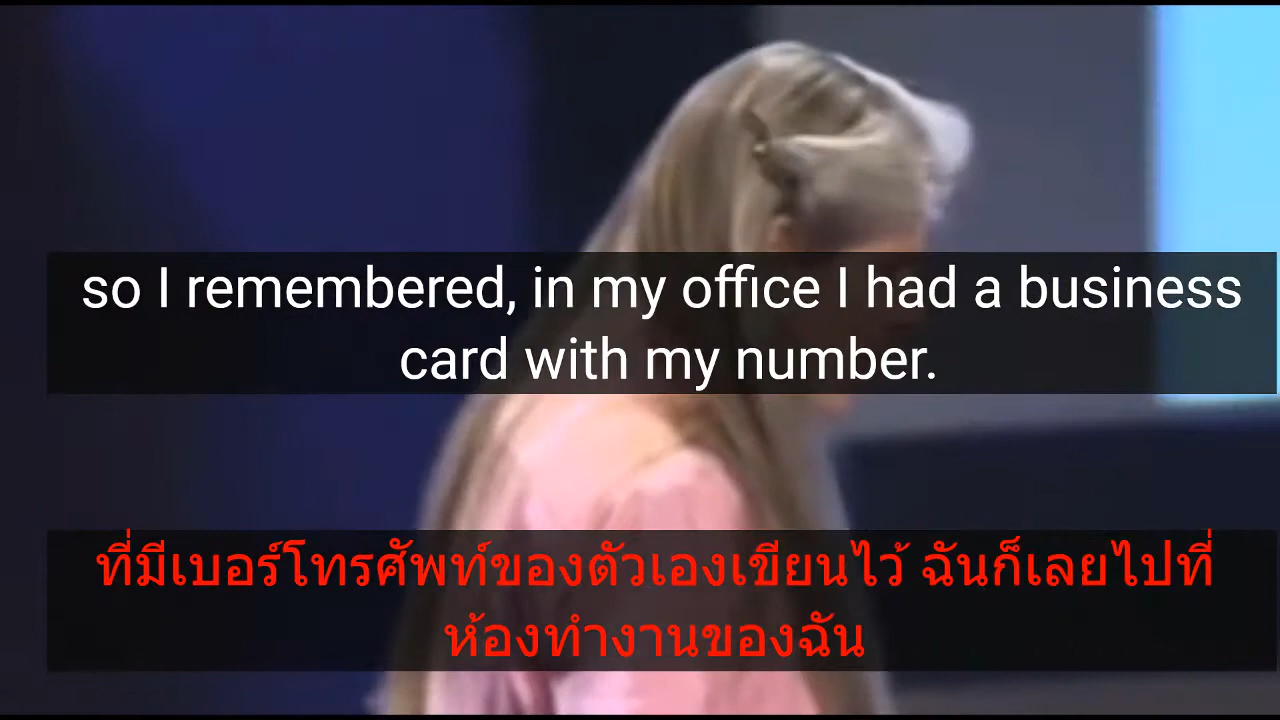 so I remembered, in my office I had a business
card with my number.
ที่มีเบอร์โทรศัพท์ของตัวเองเขียนไว้ ฉันก็เลยไปที่
ห้องทำงานของฉัน